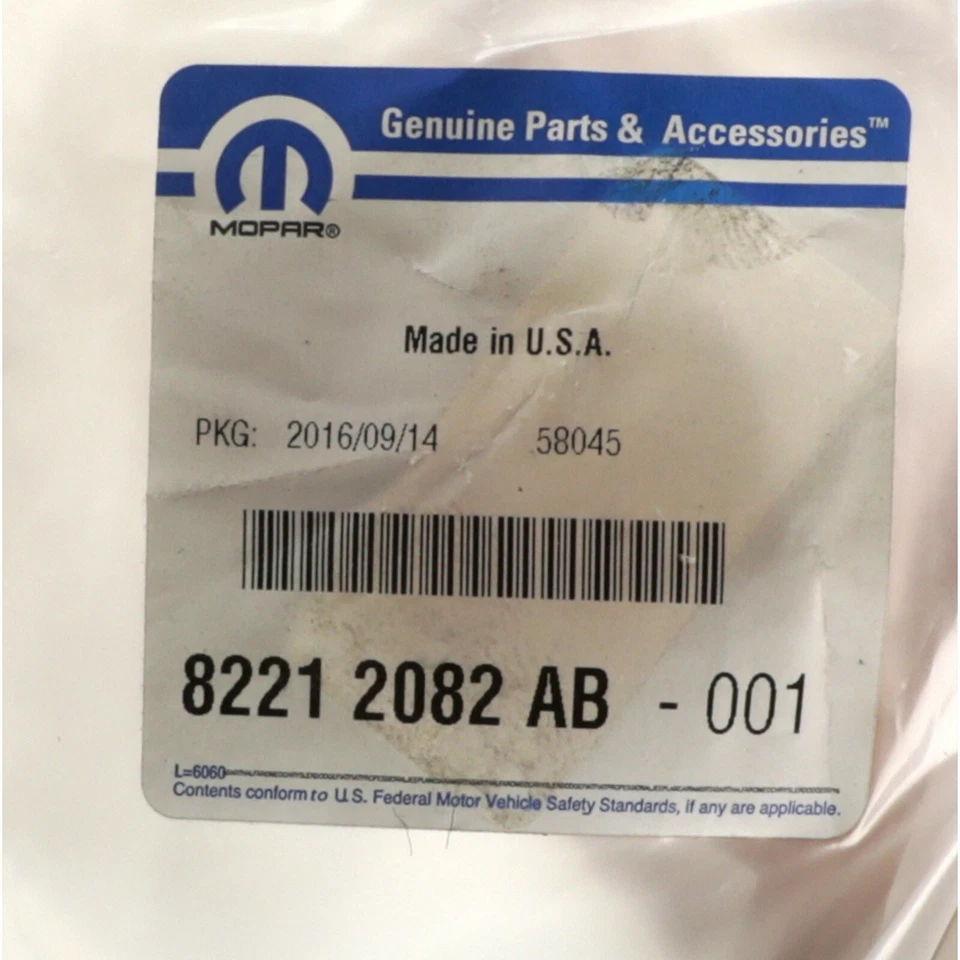 Genuine Parts & Accessories™
MOPAR®
Made in U.S.A.
PKG: 2016/09/14 58045
8221 2082 AB - 001
L=6060
Contents conform to U.S. Federal Motor Vehicle Safety Standards, if any are applicable.